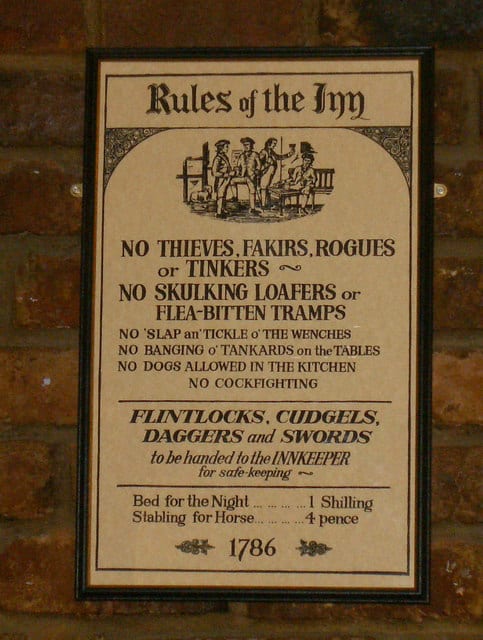 Rules of the Inn
NO THIEVES, FAKIRS, ROGUES
or TINKERS
NO SKULKING LOAFERS or
FLEA-BITTEN TRAMPS
NO 'SLAP an' TICKLE o' THE WENCHES
NO BANGING o' TANKARDS on the TABLES
NO DOGS ALLOWED IN THE KITCHEN
NO COCKFIGHTING
FLINTLOCKS, CUDGELS,
DAGGERS and SWORDS
to be handed to the INNKEEPER
for safe-keeping
Bed for the Night ... ... ... ... 1 Shilling
Stabling for Horse... ... ... ... 4 pence
1786